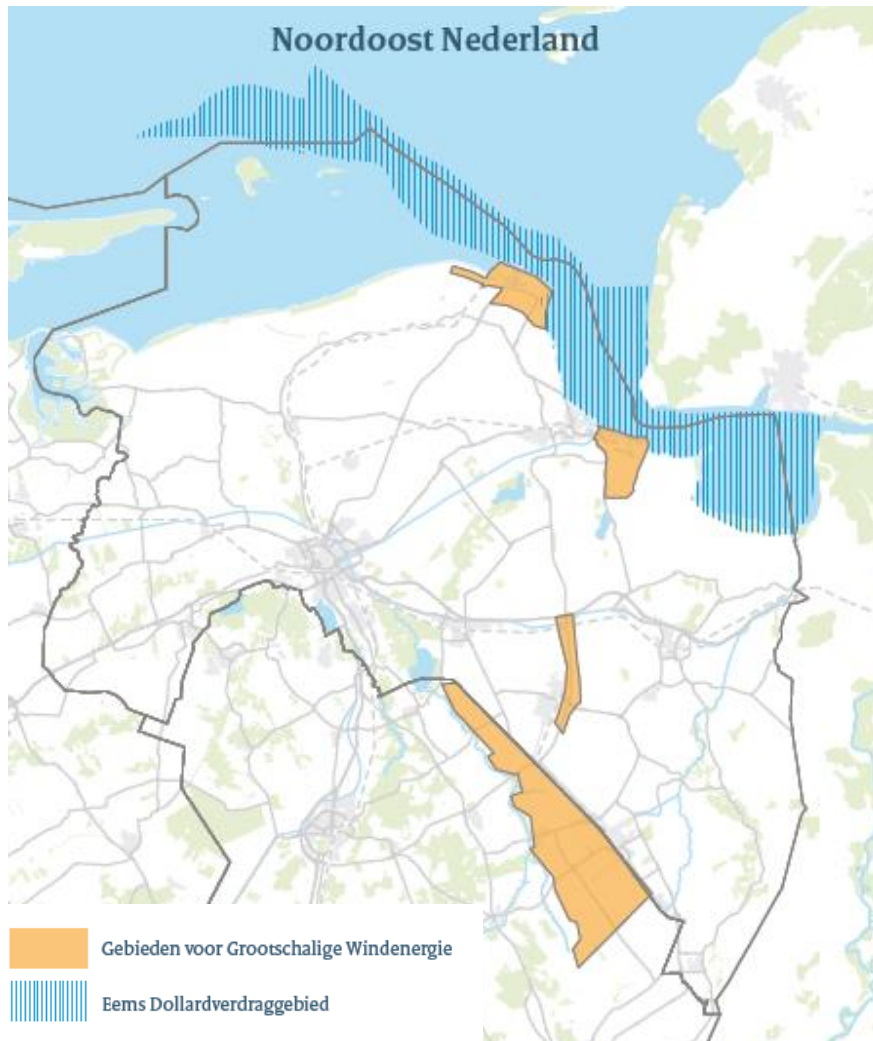 Noordoost Nederland
Gebieden voor Grootschalige Windenergie
Eems Dollardverdraggebied